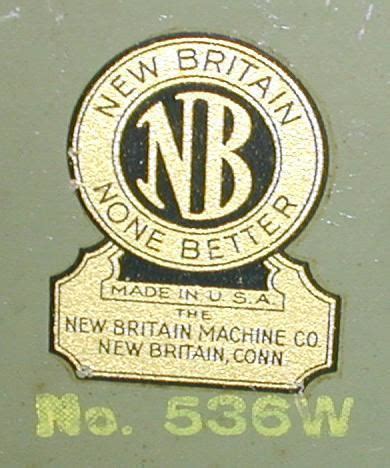 NEW BRITAIN
NB
NONE BETTER
MADE IN U.S.A.
THE
NEW BRITAIN MACHINE CO.
NEW BRITAIN, CONN.
No. 536W